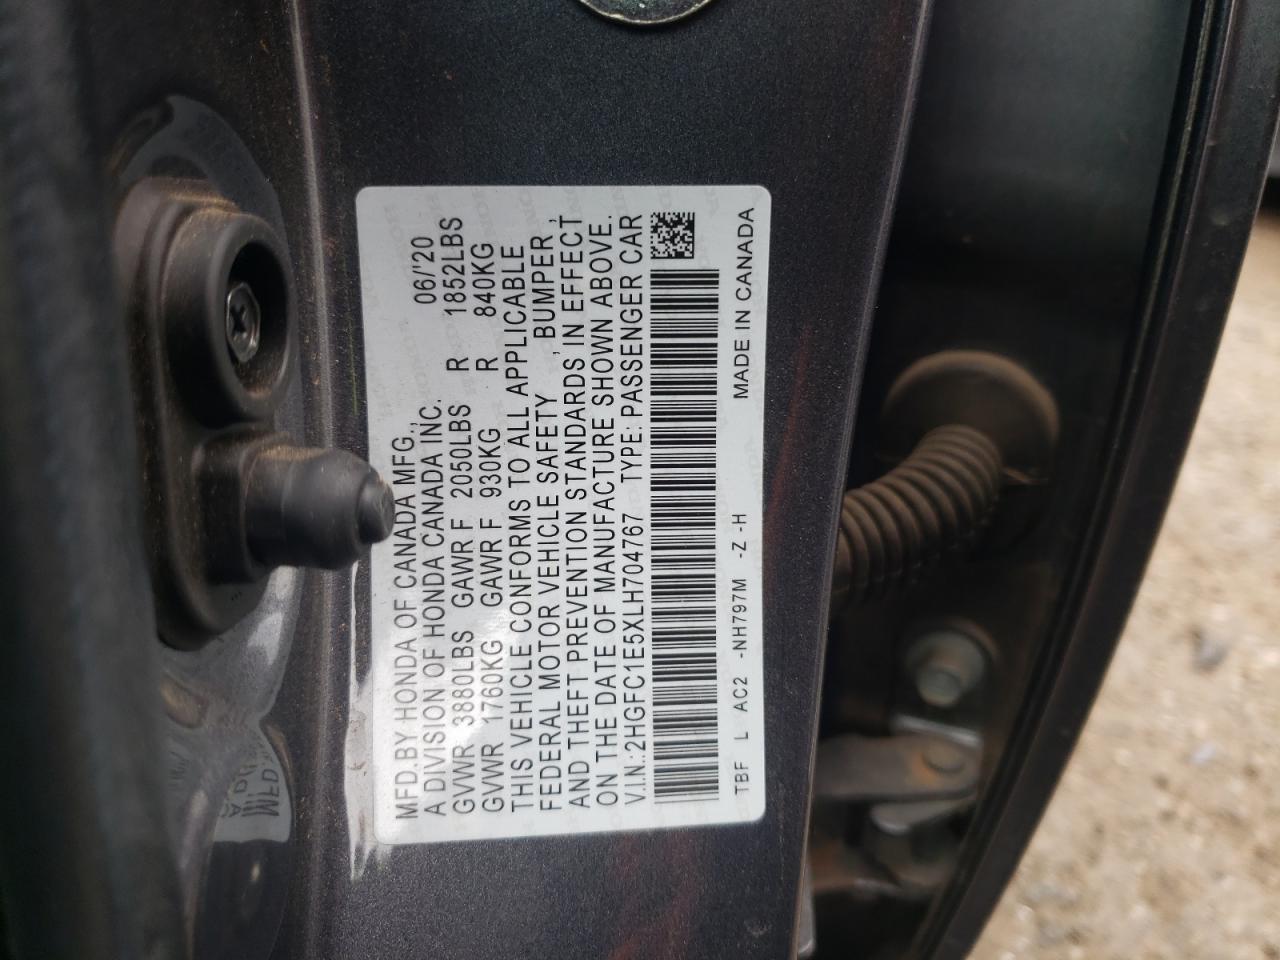 MFD.BY HONDA OF CANADA MFG.,
A DIVISION OF HONDA CANADA INC. 06/'20
GVWR 3880LBS GAWR F 2050LBS R 1852LBS
GVWR 1760KG GAWR F 930KG R 840KG
THIS VEHICLE CONFORMS TO ALL APPLICABLE
FEDERAL MOTOR VEHICLE SAFETY , BUMPER ,
AND THEFT PREVENTION STANDARDS IN EFFECT
ON THE DATE OF MANUFACTURE SHOWN ABOVE.
V.I.N.:2HGFC1E5XLH704767 TYPE:PASSENGER CAR
TBF L AC2 -NH797M -Z -H MADE IN CANADA